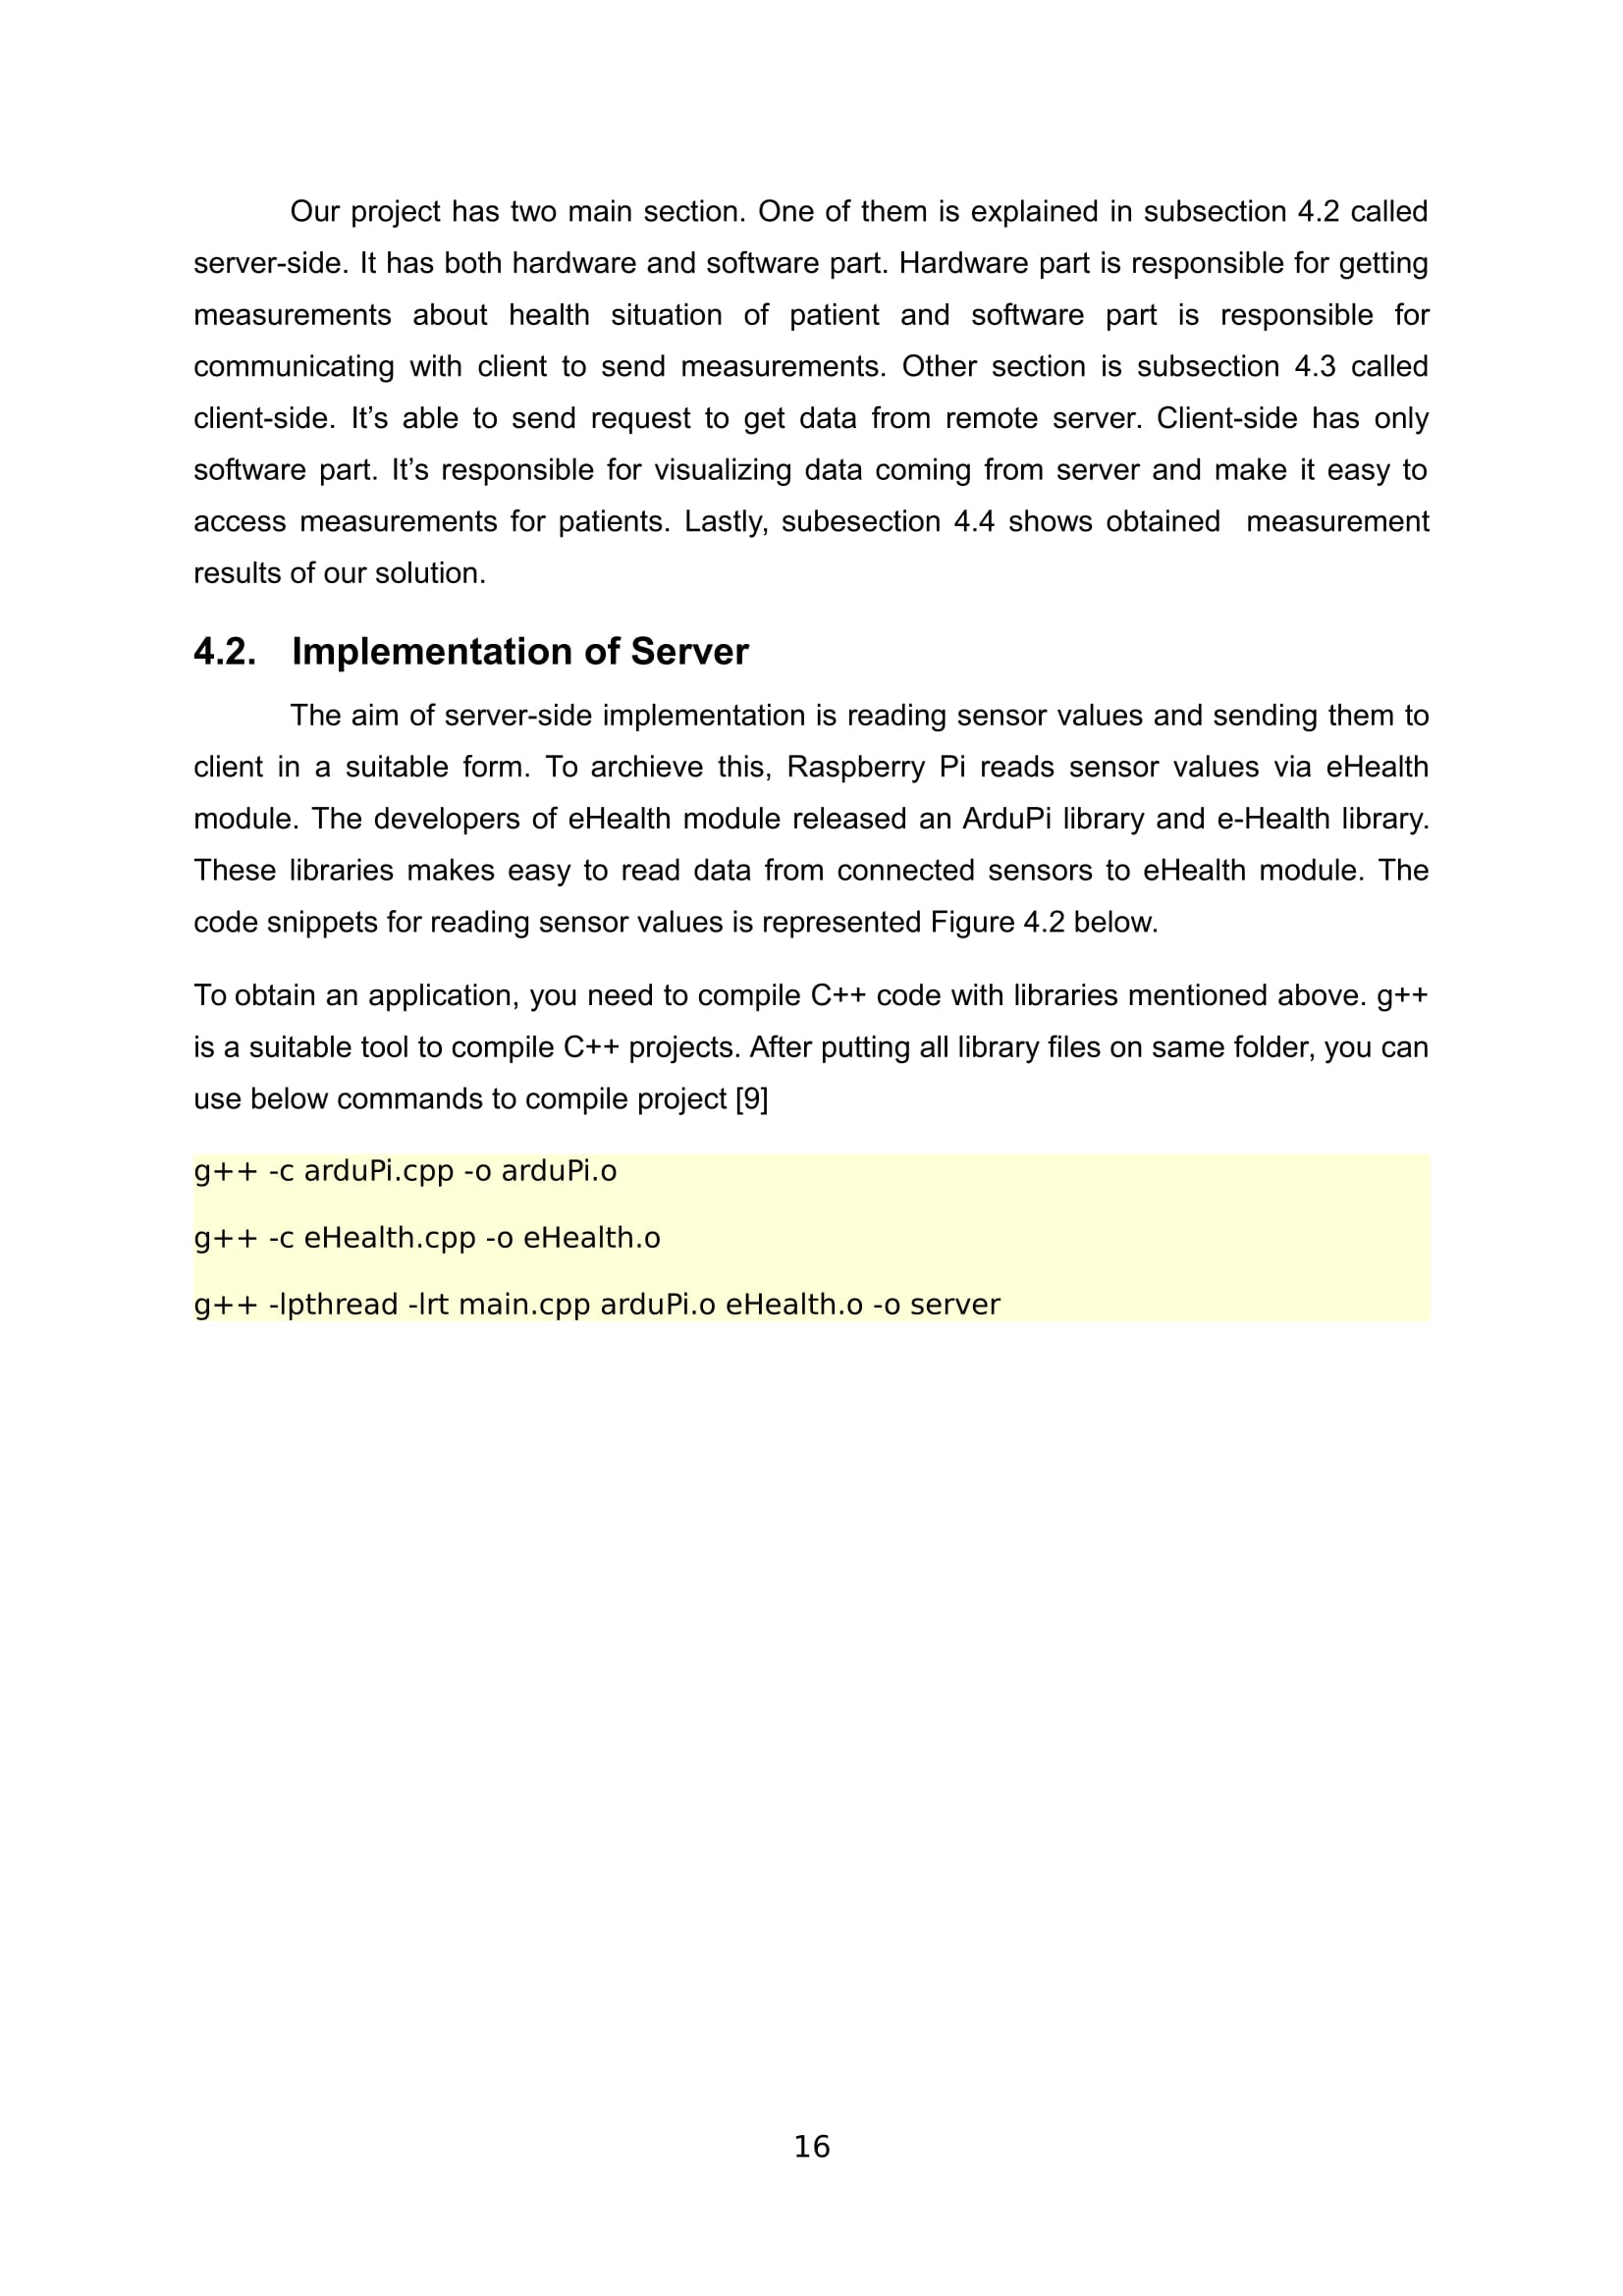 Our project has two main section. One of them is explained in subsection 4.2 called
server-side. It has both hardware and software part. Hardware part is responsible for getting
measurements about health situation of patient and software part is responsible for
communicating with client to send measurements. Other section is subsection 4.3 called
client-side. It’s able to send request to get data from remote server. Client-side has only
software part. It’s responsible for visualizing data coming from server and make it easy to
access measurements for patients. Lastly, subesection 4.4 shows obtained measurement
results of our solution.
4.2. Implementation of Server
The aim of server-side implementation is reading sensor values and sending them to
client in a suitable form. To archieve this, Raspberry Pi reads sensor values via eHealth
module. The developers of eHealth module released an ArduPi library and e-Health library.
These libraries makes easy to read data from connected sensors to eHealth module. The
code snippets for reading sensor values is represented Figure 4.2 below.
To obtain an application, you need to compile C++ code with libraries mentioned above. g++
is a suitable tool to compile C++ projects. After putting all library files on same folder, you can
use below commands to compile project [9]
g++ -c arduPi.cpp -o arduPi.o
g++ -c eHealth.cpp -o eHealth.o
g++ -lpthread -lrt main.cpp arduPi.o eHealth.o -o server
16